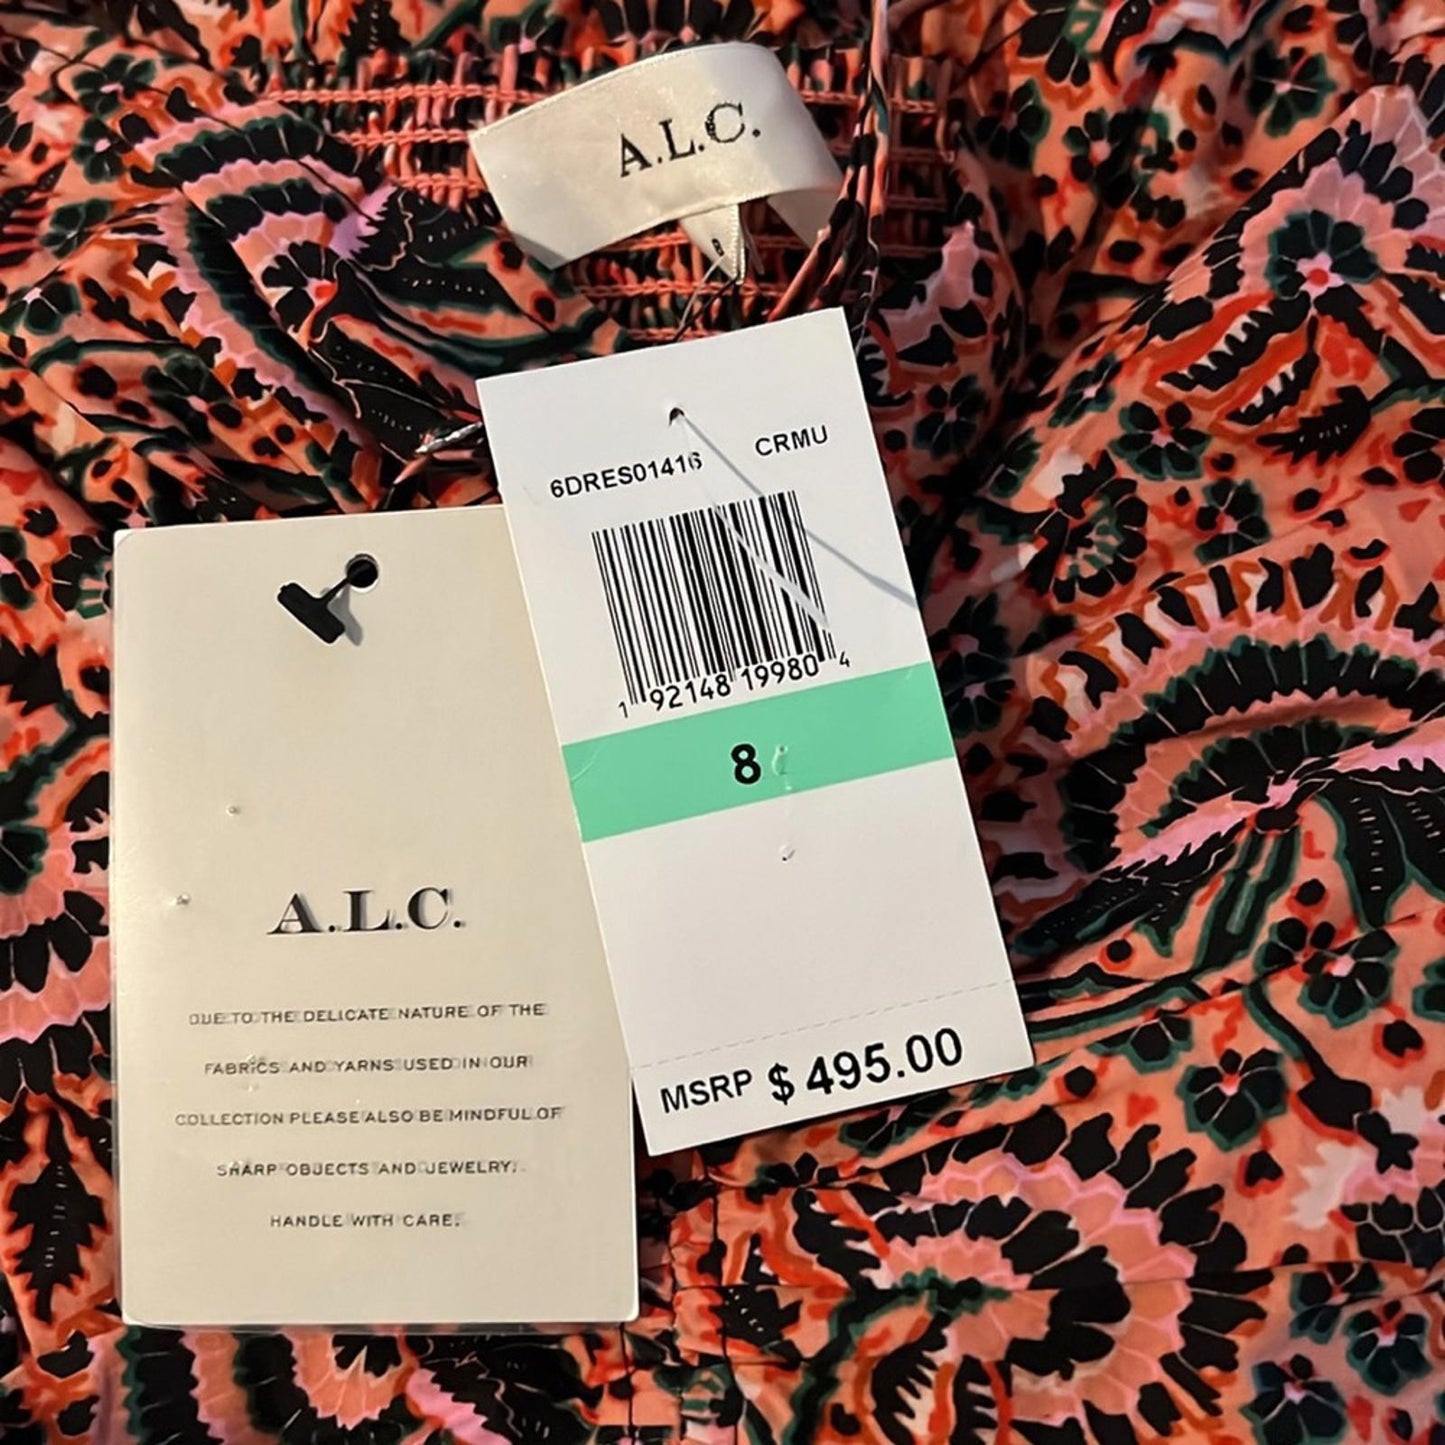 A.L.C.
8
6DRES01416 CRMU
1 92148 19980 4
8
MSRP $ 495.00
A.L.C.
DUE TO THE DELICATE NATURE OF THE
FABRICS AND YARNS USED IN OUR
COLLECTION PLEASE ALSO BE MINDFUL OF
SHARP OBJECTS AND JEWELRY.
HANDLE WITH CARE.